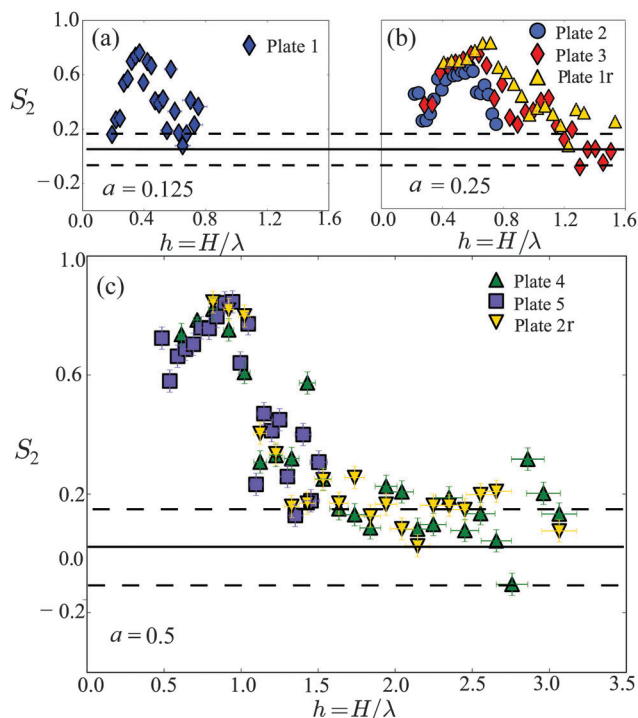 1.0
(a)
Plate 1
(b)
Plate 2
Plate 3
Plate 1r
0.6
S₂
0.2
−0.2
a = 0.125
a = 0.25
0.0 0.4 0.8 1.2 1.6
0.0 0.4 0.8 1.2 1.6
h = H/λ
h = H/λ
1.0
(c)
Plate 4
Plate 5
Plate 2r
0.6
S₂
0.2
0.0
−0.2
a = 0.5
0.0 0.5 1.0 1.5 2.0 2.5 3.0 3.5
h = H/λ